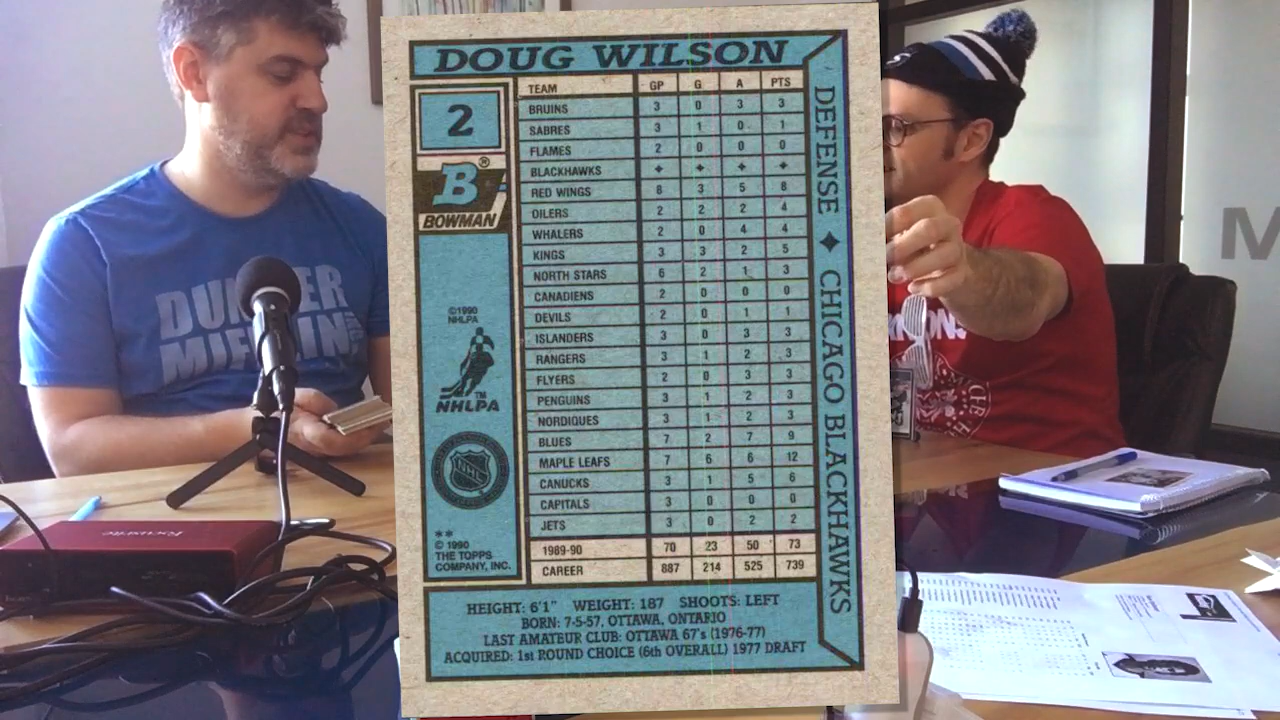 DOUG WILSON
2
B®
BOWMAN
©1990
NHLPA
TM
NHLPA
NHL
**
© 1990
THE TOPPS
COMPANY, INC.
TEAM GP G A PTS
BRUINS 3 0 3 3
SABRES 3 1 0 1
FLAMES 2 0 0 0
BLACKHAWKS ✦ ✦ ✦ ✦
RED WINGS 8 3 5 8
OILERS 2 2 2 4
WHALERS 2 0 4 4
KINGS 3 3 2 5
NORTH STARS 6 2 1 3
CANADIENS 2 0 0 0
DEVILS 2 0 1 1
ISLANDERS 3 0 3 3
RANGERS 3 1 2 3
FLYERS 2 0 3 3
PENGUINS 3 1 2 3
NORDIQUES 3 1 2 3
BLUES 7 2 7 9
MAPLE LEAFS 7 6 6 12
CANUCKS 3 1 5 6
CAPITALS 3 0 0 0
JETS 3 0 2 2
1989-90 70 23 50 73
CAREER 887 214 525 739
DEFENSE ✦ CHICAGO BLACKHAWKS
HEIGHT: 6'1" WEIGHT: 187 SHOOTS: LEFT
BORN: 7-5-57, OTTAWA, ONTARIO
LAST AMATEUR CLUB: OTTAWA 67's (1976-77)
ACQUIRED: 1st ROUND CHOICE (6th OVERALL) 1977 DRAFT
Focusrite
M